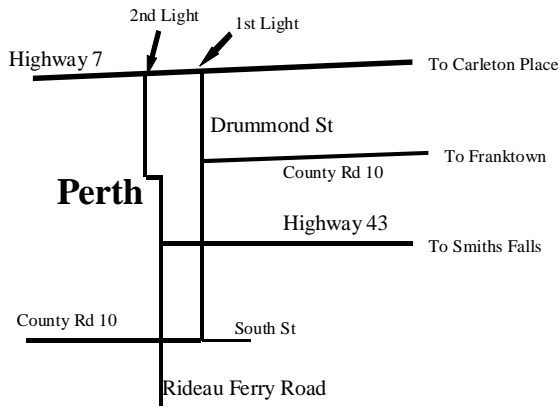 2nd Light
1st Light
Highway 7
To Carleton Place
Drummond St
To Franktown
County Rd 10
Perth
Highway 43
To Smiths Falls
County Rd 10
South St
Rideau Ferry Road